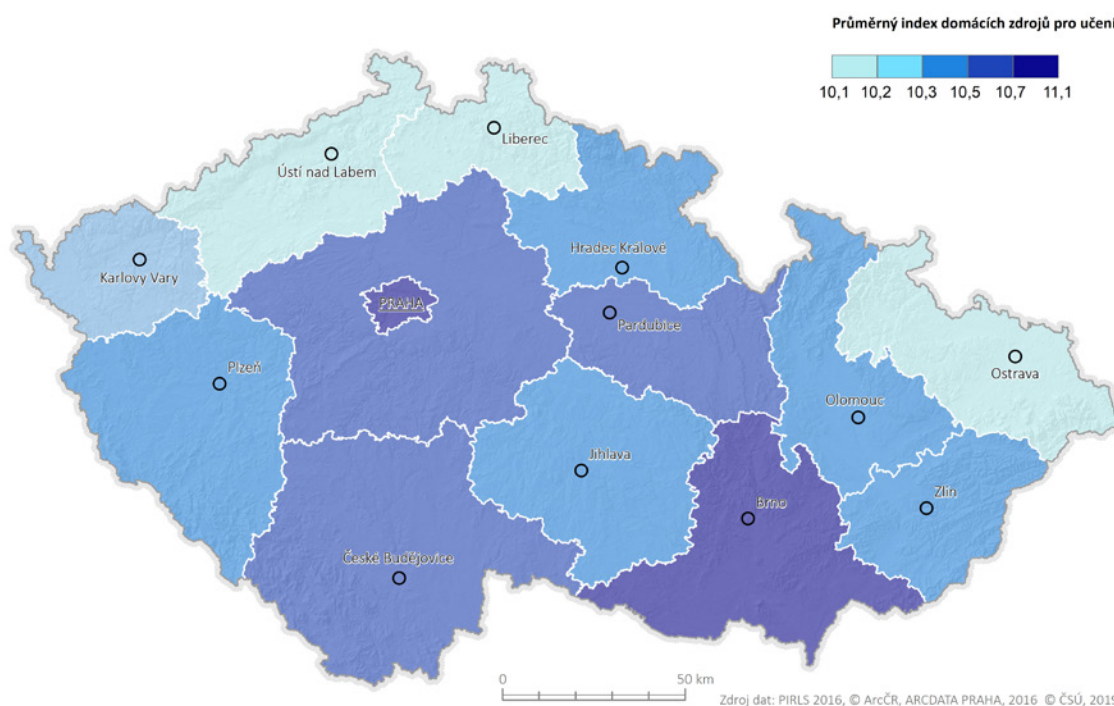 Průměrný index domácích zdrojů pro učení
10,1 10,2 10,3 10,5 10,7 11,1
Liberec
Ústí nad Labem
Hradec Králové
Karlovy Vary
PRAHA
Pardubice
Plzeň
Ostrava
Olomouc
Jihlava
Zlín
Brno
České Budějovice
0 50 km
Zdroj dat: PIRLS 2016, © ArcČR, ARCDATA PRAHA, 2016 © ČSÚ, 2019